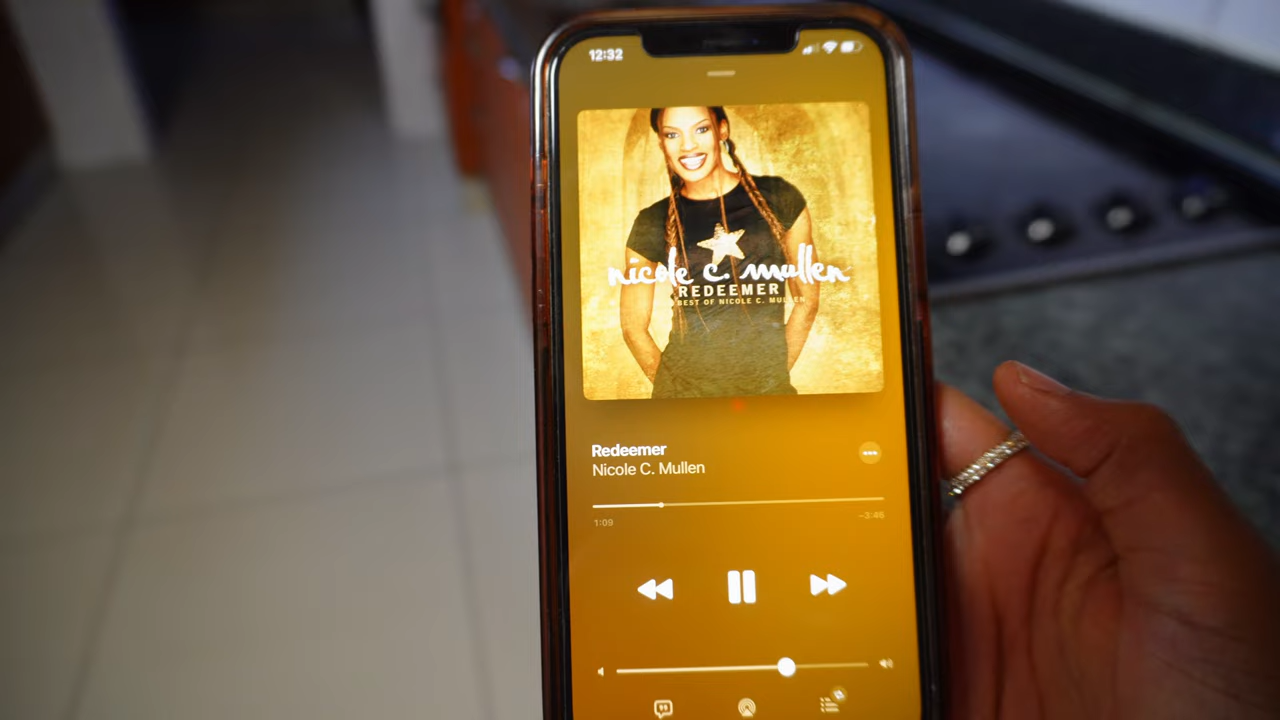 12:32
nicole c. mullen
REDEEMER
BEST OF NICOLE C. MULLEN
Redeemer
Nicole C. Mullen
1:09
-3:46